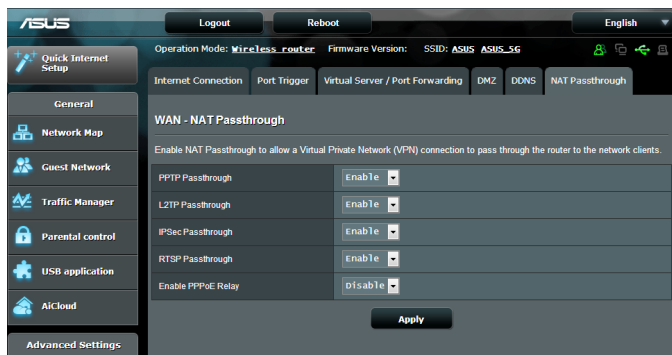 ASUS
Logout
Reboot
English
Quick Internet Setup
Operation Mode: Wireless router Firmware Version: SSID: ASUS ASUS_5G
Internet Connection
Port Trigger
Virtual Server / Port Forwarding
DMZ
DDNS
NAT Passthrough
General
Network Map
Guest Network
Traffic Manager
Parental control
USB application
AiCloud
Advanced Settings
WAN - NAT Passthrough
Enable NAT Passthrough to allow a Virtual Private Network (VPN) connection to pass through the router to the network clients.
PPTP Passthrough Enable
L2TP Passthrough Enable
IPSec Passthrough Enable
RTSP Passthrough Enable
Enable PPPoE Relay Disable
Apply